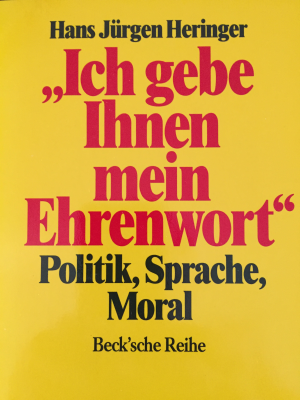 Hans Jürgen Heringer
„Ich gebe
Ihnen
mein
Ehrenwort“
Politik, Sprache,
Moral
Beck'sche Reihe